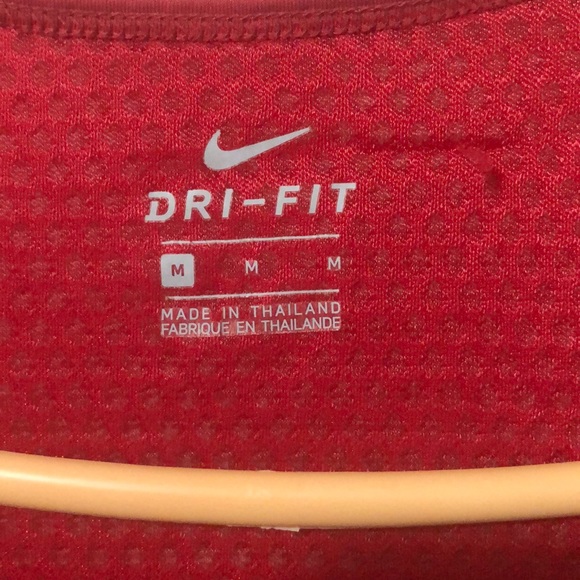 DRI-FIT
M M M
MADE IN THAILAND
FABRIQUE EN THAILANDE